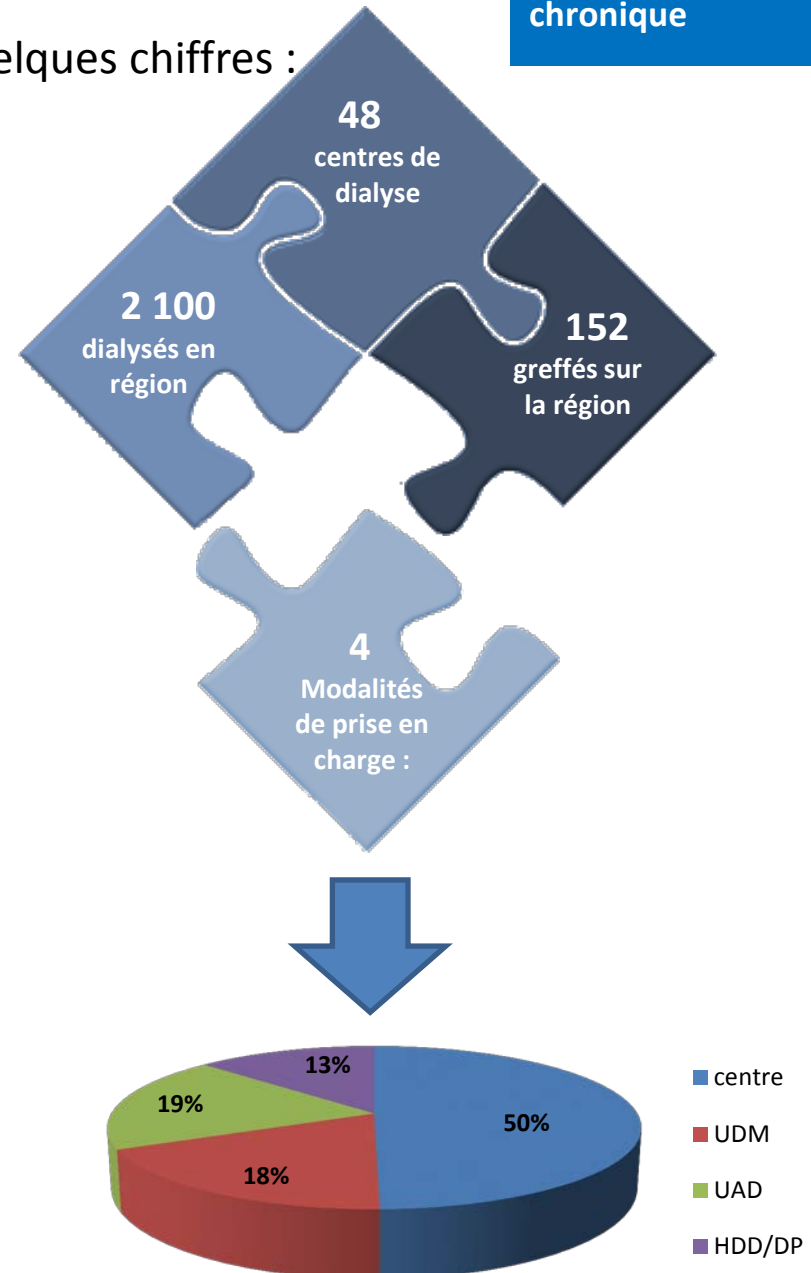 chronique
elques chiffres :
48
centres de
dialyse
2 100
dialysés en
région
152
greffés sur
la région
4
Modalités
de prise en
charge :
13%
19%
50%
18%
centre
UDM
UAD
HDD/DP